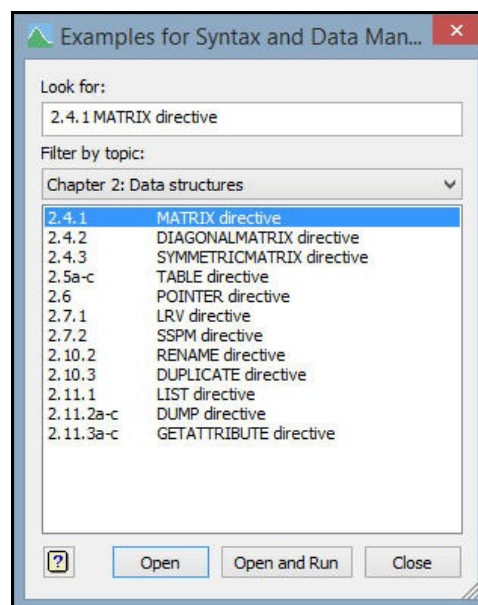 Examples for Syntax and Data Man...
Look for:
2.4.1 MATRIX directive
Filter by topic:
Chapter 2: Data structures
2.4.1 MATRIX directive
2.4.2 DIAGONALMATRIX directive
2.4.3 SYMMETRICMATRIX directive
2.5a-c TABLE directive
2.6 POINTER directive
2.7.1 LRV directive
2.7.2 SSPM directive
2.10.2 RENAME directive
2.10.3 DUPLICATE directive
2.11.1 LIST directive
2.11.2a-c DUMP directive
2.11.3a-c GETATTRIBUTE directive
? Open Open and Run Close